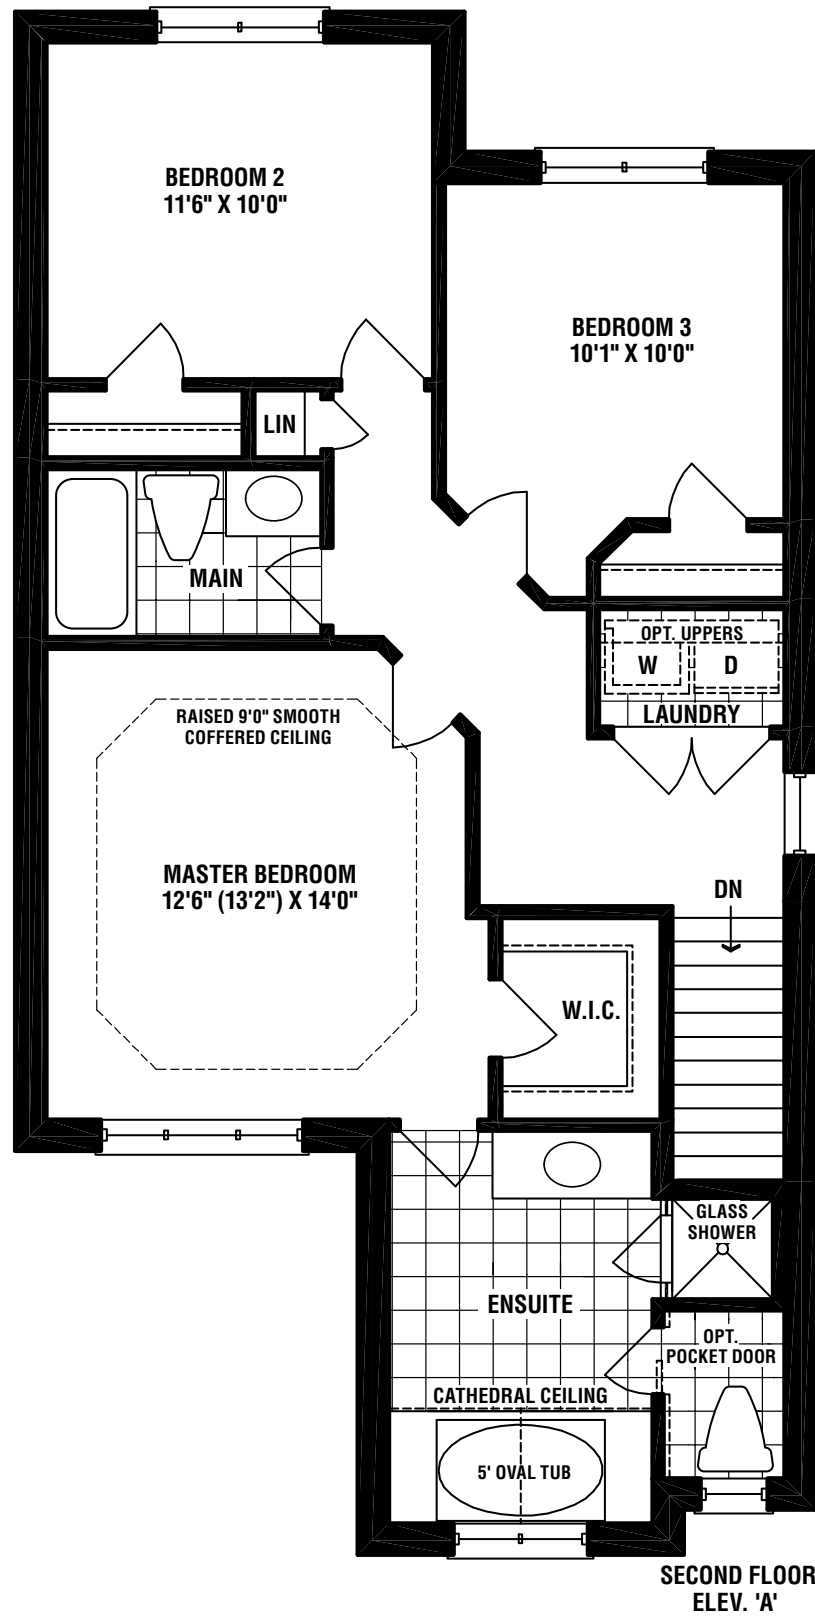 BEDROOM 2
11'6" X 10'0"
BEDROOM 3
10'1" X 10'0"
LIN
MAIN
OPT. UPPERS
W
D
LAUNDRY
RAISED 9'0" SMOOTH
COFFERED CEILING
MASTER BEDROOM
12'6" (13'2") X 14'0"
DN
W.I.C.
GLASS
SHOWER
ENSUITE
OPT.
POCKET DOOR
CATHEDRAL CEILING
5' OVAL TUB
SECOND FLOOR
ELEV. 'A'